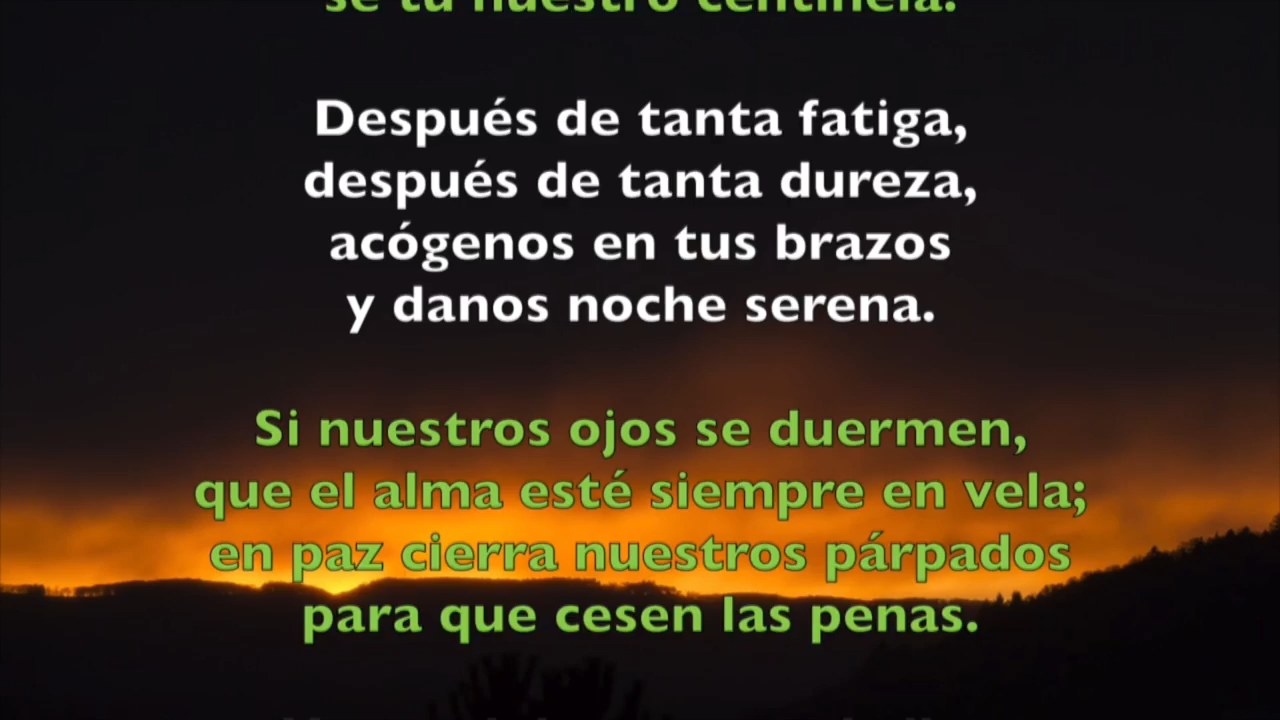 se tú nuestro centinela.
Después de tanta fatiga,
después de tanta dureza,
acógenos en tus brazos
y danos noche serena.
Si nuestros ojos se duermen,
que el alma esté siempre en vela;
en paz cierra nuestros párpados
para que cesen las penas.